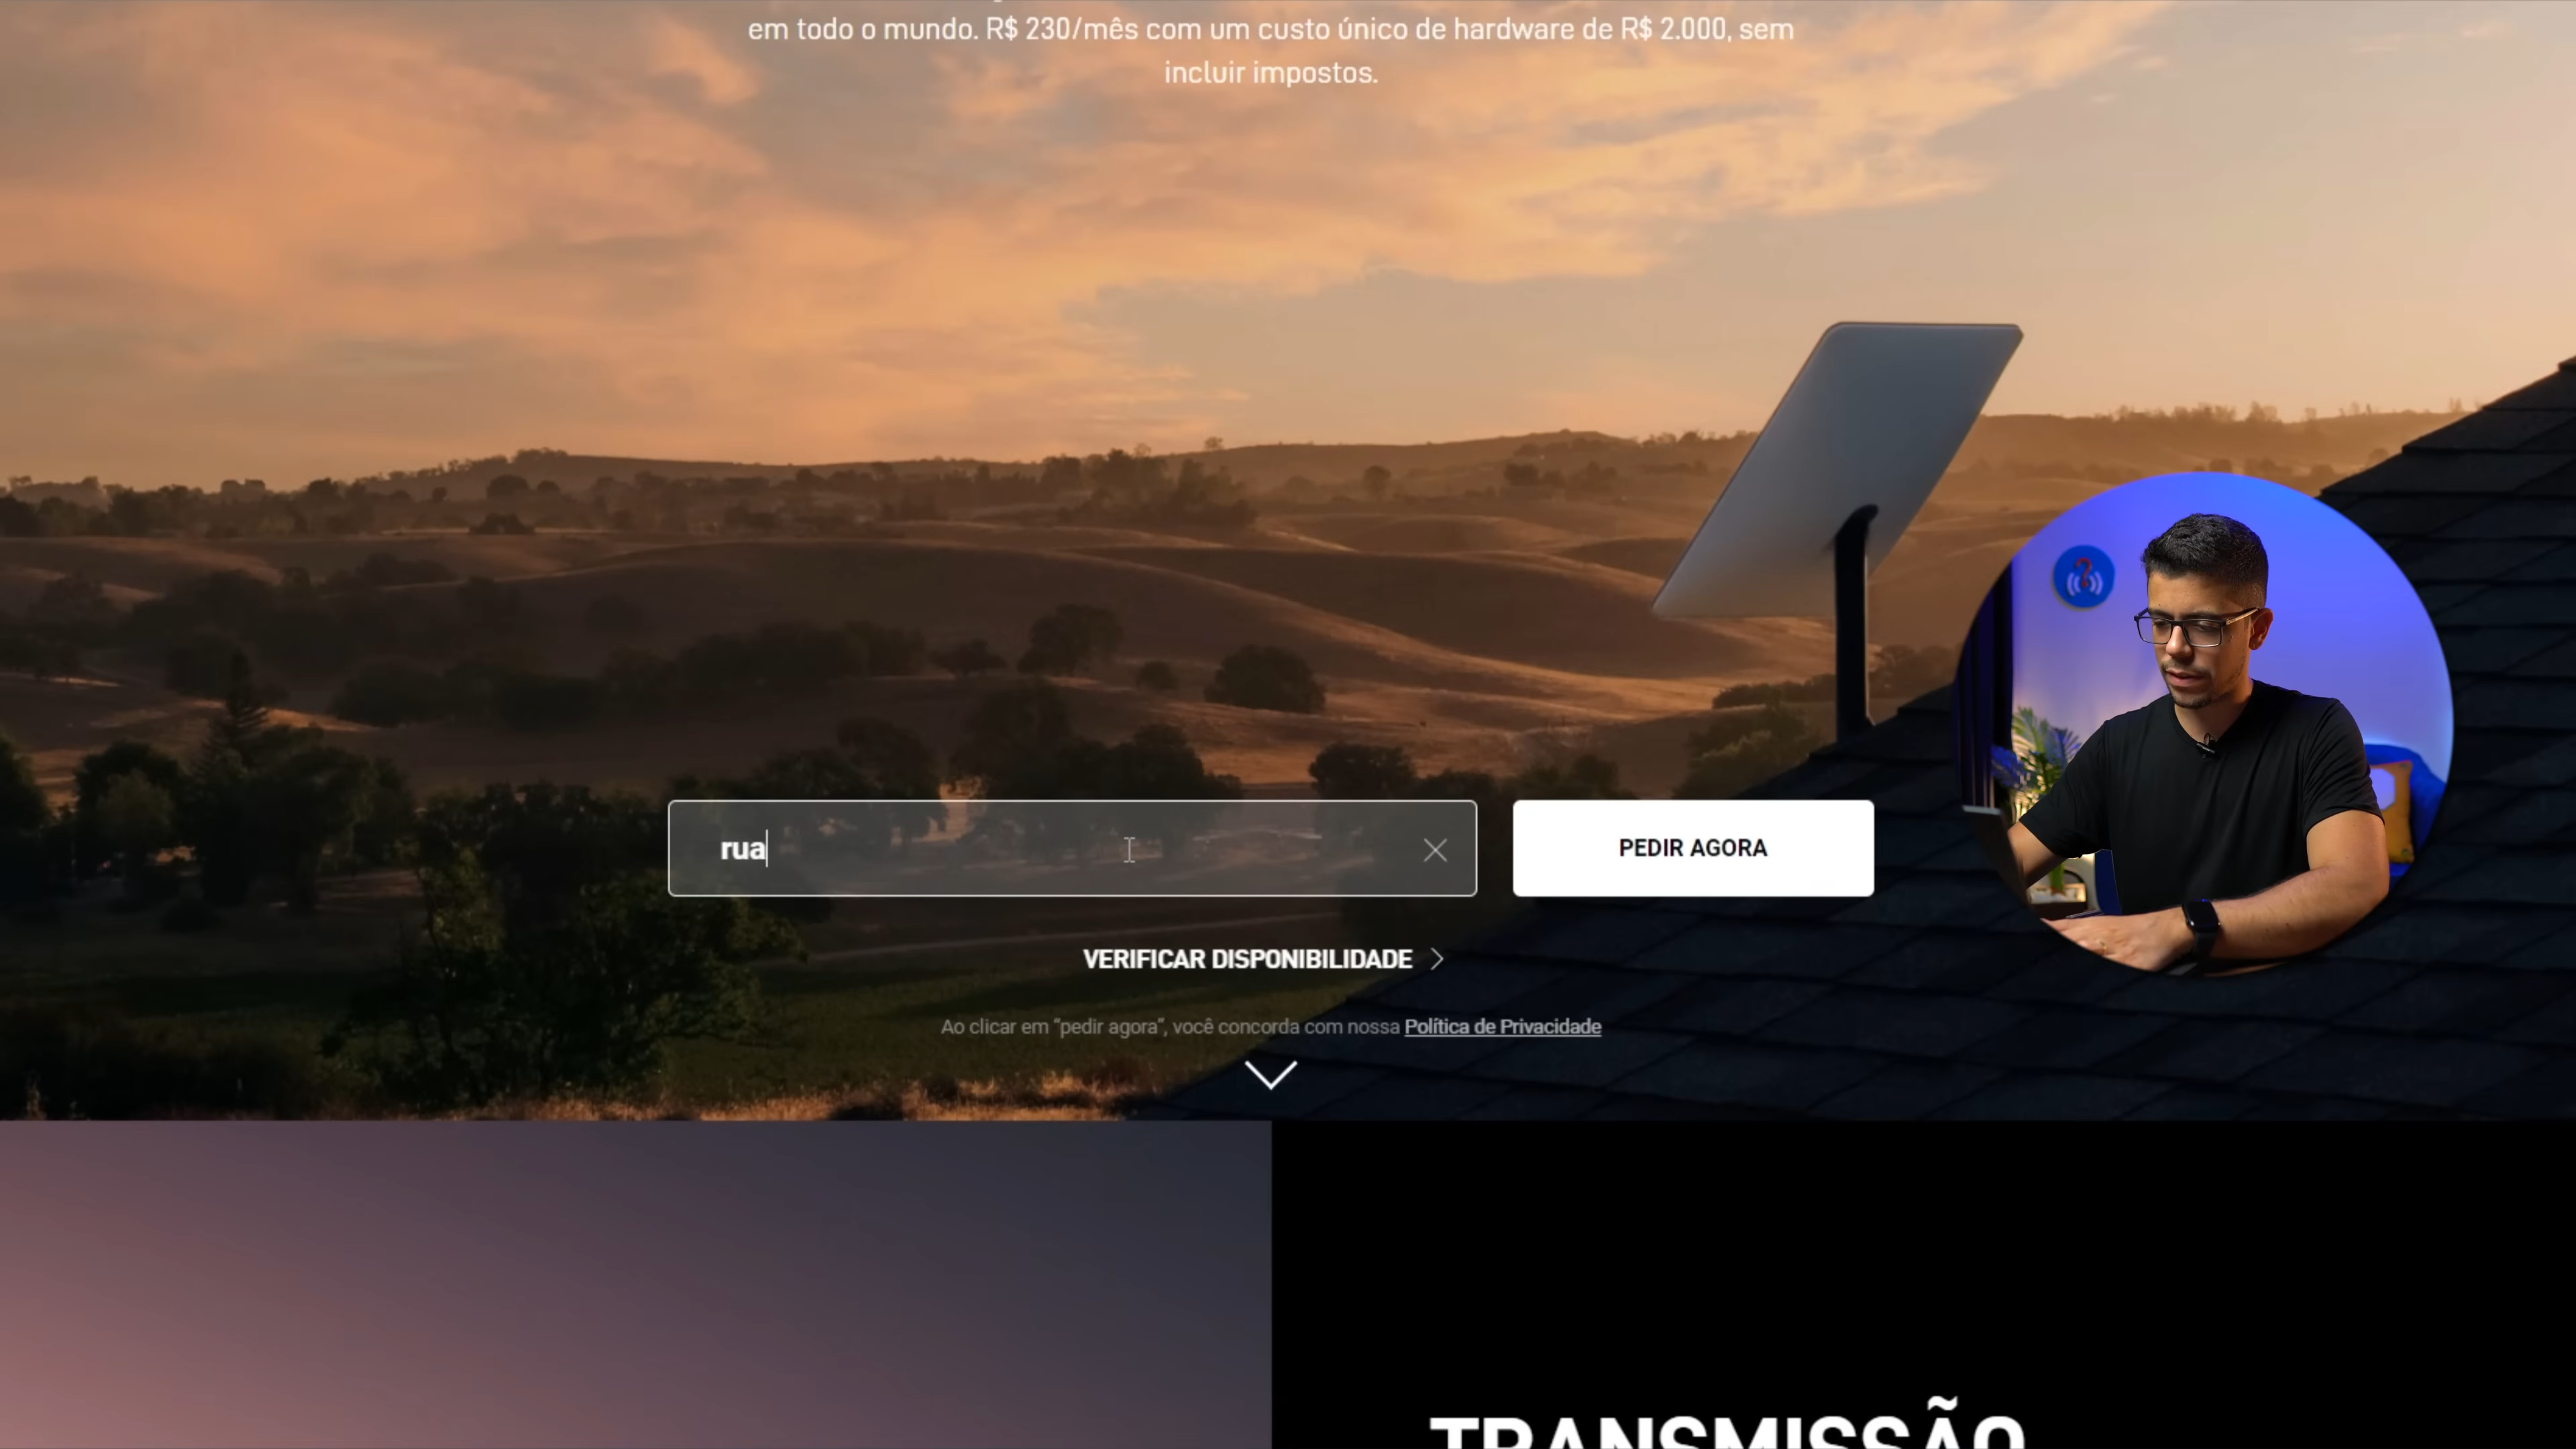 em todo o mundo. R$ 230/mês com um custo único de hardware de R$ 2.000, sem
incluir impostos.
rua
PEDIR AGORA
VERIFICAR DISPONIBILIDADE
Ao clicar em “pedir agora”, você concorda com nossa Política de Privacidade
TRANSMISSÃO